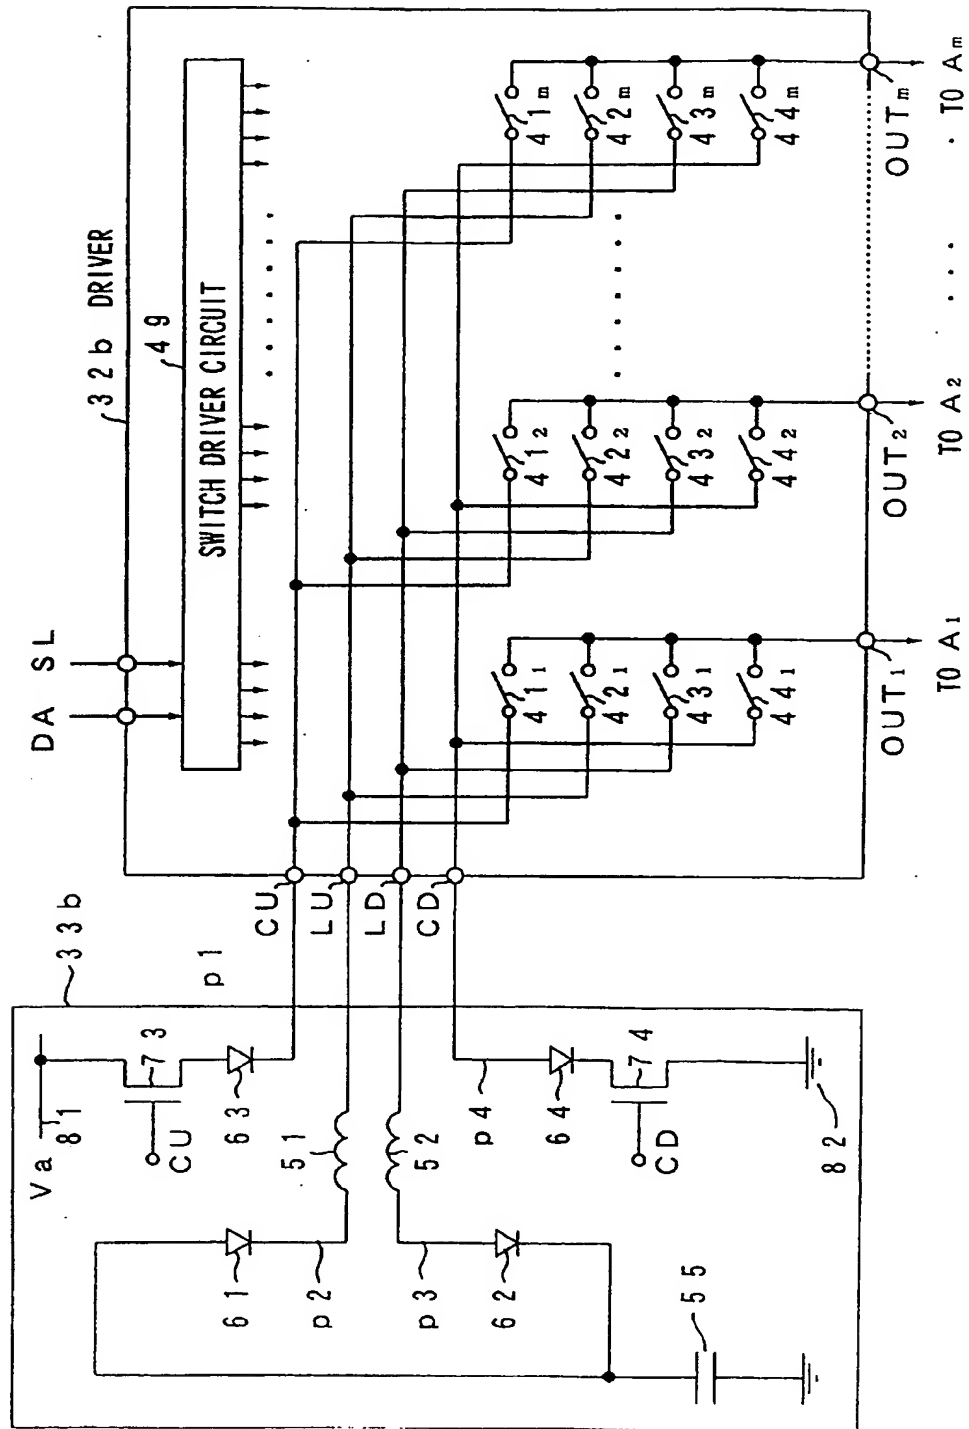 DA
SL
32b DRIVER
49
SWITCH DRIVER CIRCUIT
33b
p1
CU
LU
LD
CD
Va
81
73
CU
63
61
p2
51
52
p3
62
p4
64
74
CD
82
55
41₁
42₁
43₁
44₁
41₂
42₂
43₂
44₂
41m
42m
43m
44m
OUT₁
OUT₂
OUTm
TO A₁
TO A₂
TO Am